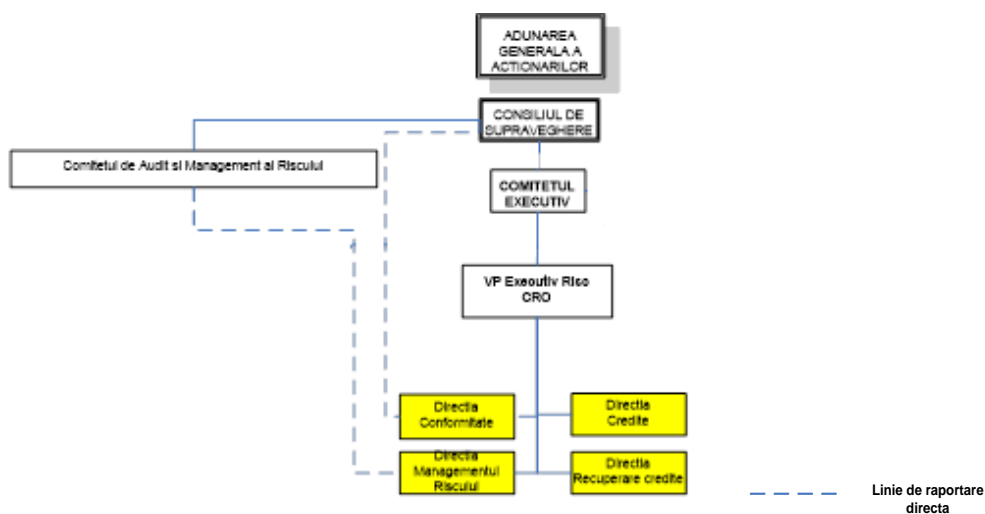 ADUNAREA
GENERALA A
ACTIONARILOR
CONSILIUL DE
SUPRAVEGHERE
Comitetul de Audit si Management al Riscului
COMITETUL
EXECUTIV
VP Executiv Risc
CRO
Directia
Conformitate
Directia
Credite
Directia
Managementul
Riscului
Directia
Recuperare credite
Linie de raportare
directa